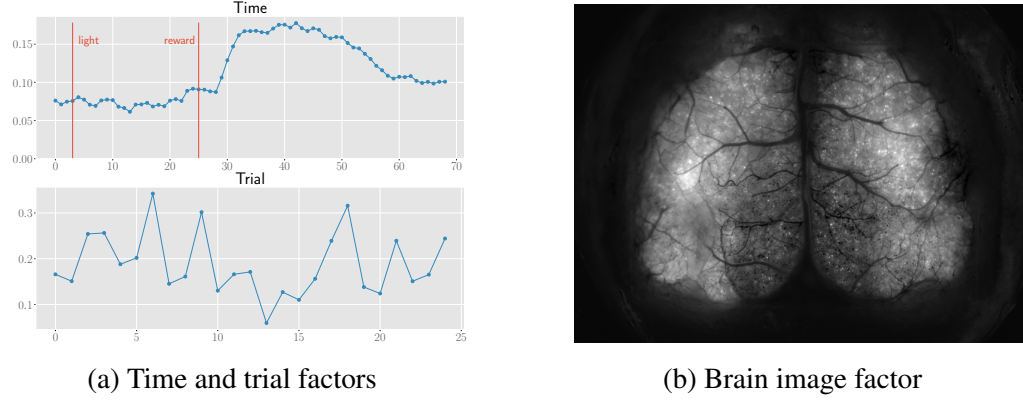 Time
light
reward
0.15
0.10
0.05
0.00
0 10 20 30 40 50 60 70
Trial
0.3
0.2
0.1
0 5 10 15 20 25
(a) Time and trial factors
(b) Brain image factor